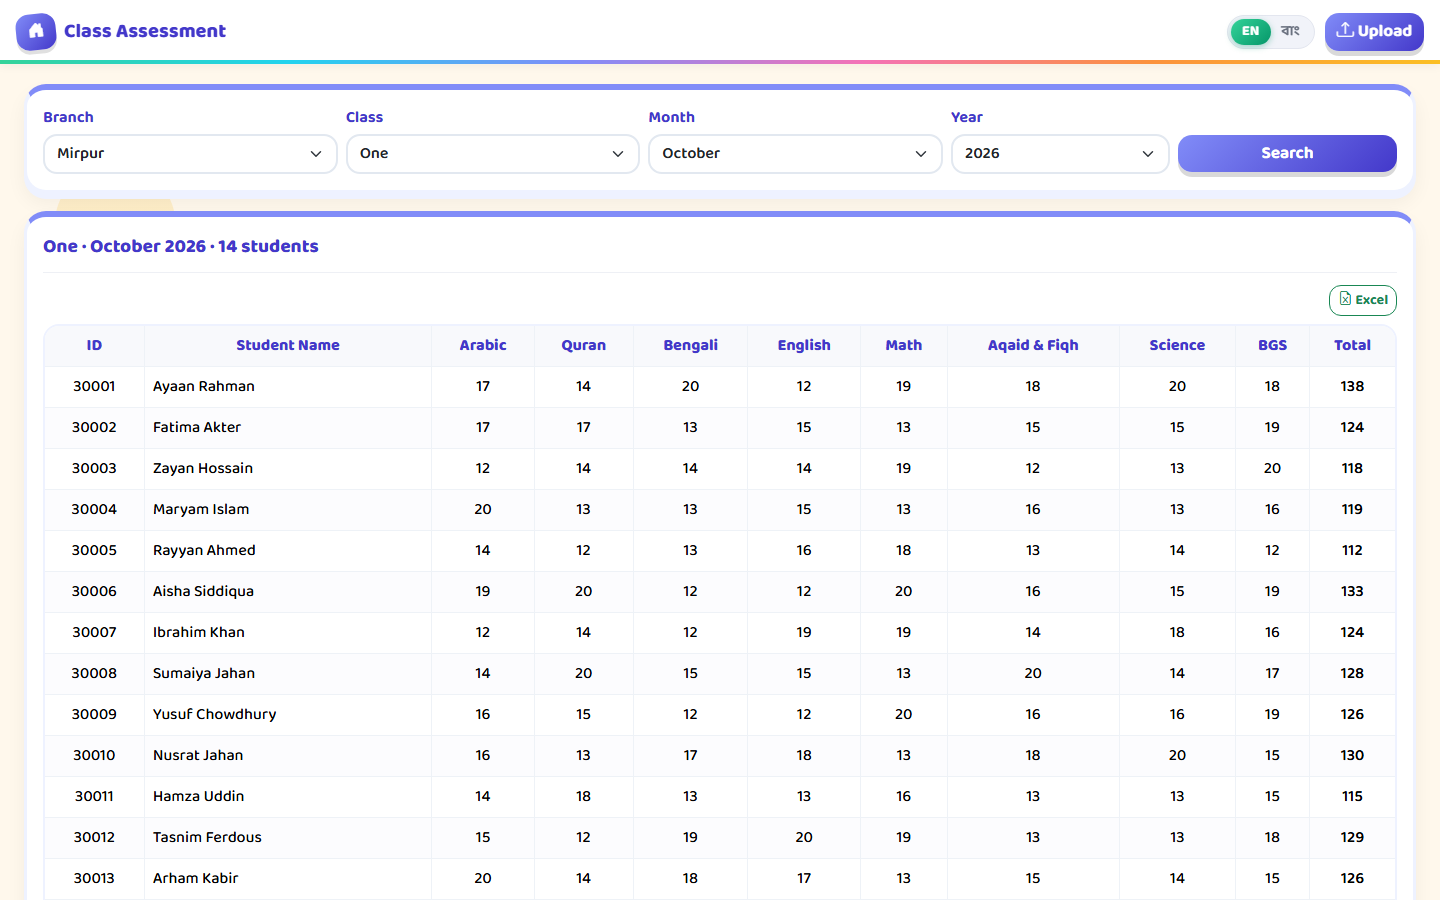 Class Assessment
EN বাং Upload
Branch Class Month Year
Mirpur One October 2026 Search
One · October 2026 · 14 students
Excel
ID Student Name Arabic Quran Bengali English Math Aqaid & Fiqh Science BGS Total
30001 Ayaan Rahman 17 14 20 12 19 18 20 18 138
30002 Fatima Akter 17 17 13 15 13 15 15 19 124
30003 Zayan Hossain 12 14 14 14 19 12 13 20 118
30004 Maryam Islam 20 13 13 15 13 16 13 16 119
30005 Rayyan Ahmed 14 12 13 16 18 13 14 12 112
30006 Aisha Siddiqua 19 20 12 12 20 16 15 19 133
30007 Ibrahim Khan 12 14 12 19 19 14 18 16 124
30008 Sumaiya Jahan 14 20 15 15 13 20 14 17 128
30009 Yusuf Chowdhury 16 15 12 12 20 16 16 19 126
30010 Nusrat Jahan 16 13 17 18 13 18 20 15 130
30011 Hamza Uddin 14 18 13 13 16 13 13 15 115
30012 Tasnim Ferdous 15 12 19 20 19 13 13 18 129
30013 Arham Kabir 20 14 18 17 13 15 14 15 126